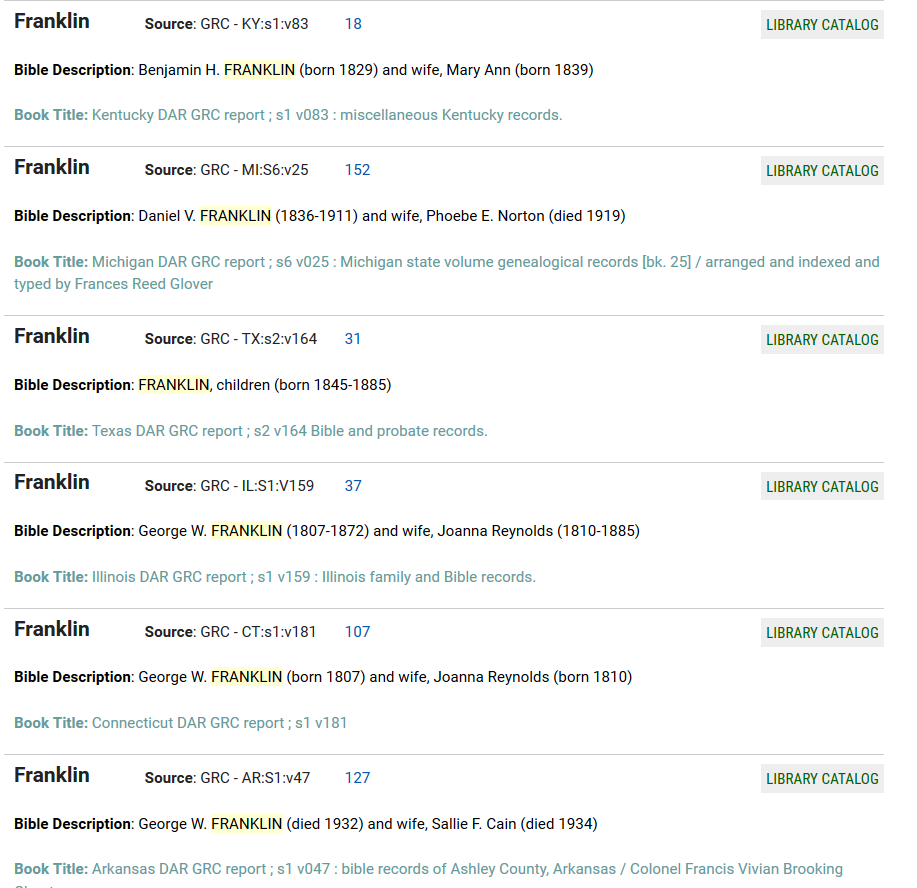 Franklin Source: GRC - KY:s1:v83 18 LIBRARY CATALOG
Bible Description: Benjamin H. FRANKLIN (born 1829) and wife, Mary Ann (born 1839)
Book Title: Kentucky DAR GRC report ; s1 v083 : miscellaneous Kentucky records.
Franklin Source: GRC - MI:S6:v25 152 LIBRARY CATALOG
Bible Description: Daniel V. FRANKLIN (1836-1911) and wife, Phoebe E. Norton (died 1919)
Book Title: Michigan DAR GRC report ; s6 v025 : Michigan state volume genealogical records [bk. 25] / arranged and indexed and
typed by Frances Reed Glover
Franklin Source: GRC - TX:s2:v164 31 LIBRARY CATALOG
Bible Description: FRANKLIN, children (born 1845-1885)
Book Title: Texas DAR GRC report ; s2 v164 Bible and probate records.
Franklin Source: GRC - IL:S1:V159 37 LIBRARY CATALOG
Bible Description: George W. FRANKLIN (1807-1872) and wife, Joanna Reynolds (1810-1885)
Book Title: Illinois DAR GRC report ; s1 v159 : Illinois family and Bible records.
Franklin Source: GRC - CT:s1:v181 107 LIBRARY CATALOG
Bible Description: George W. FRANKLIN (born 1807) and wife, Joanna Reynolds (born 1810)
Book Title: Connecticut DAR GRC report ; s1 v181
Franklin Source: GRC - AR:S1:v47 127 LIBRARY CATALOG
Bible Description: George W. FRANKLIN (died 1932) and wife, Sallie F. Cain (died 1934)
Book Title: Arkansas DAR GRC report ; s1 v047 : bible records of Ashley County, Arkansas / Colonel Francis Vivian Brooking